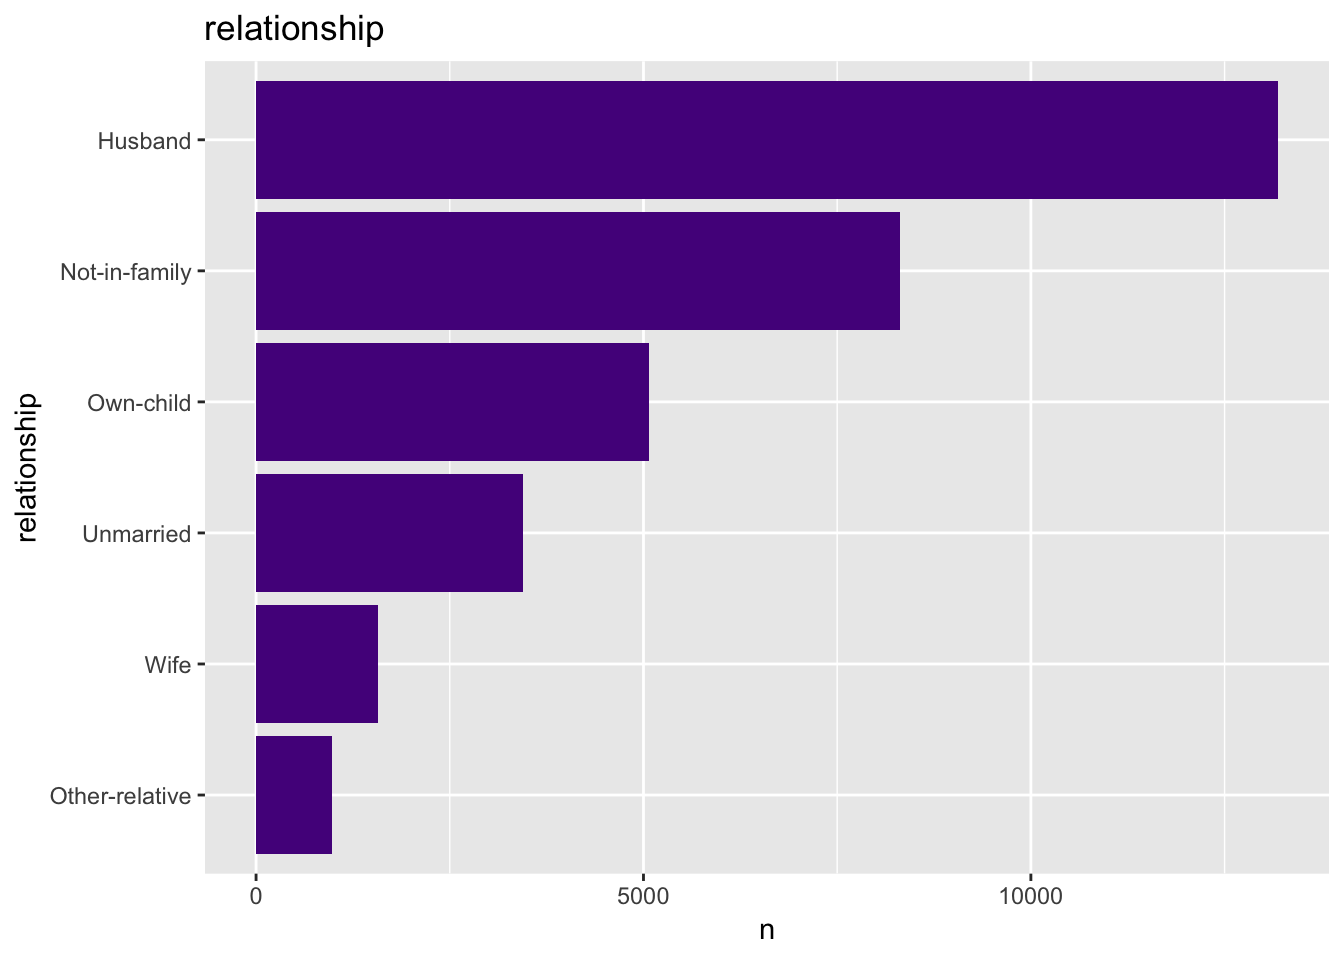 relationship
relationship
Husband
Not-in-family
Own-child
Unmarried
Wife
Other-relative
0 5000 10000
n